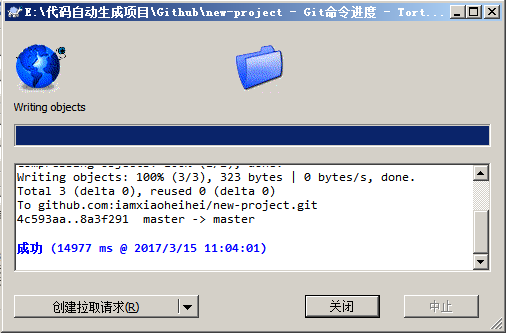 E:\代码自动生成项目\Github\new-project - Git命令进度 - Tort...
Writing objects
Writing objects: 100% (3/3), 323 bytes | 0 bytes/s, done.
Total 3 (delta 0), reused 0 (delta 0)
To github.com:iamxiaoheihei/new-project.git
4c593aa..8a3f291  master -> master
成功 (14977 ms @ 2017/3/15 11:04:01)
创建拉取请求(R)
关闭
中止